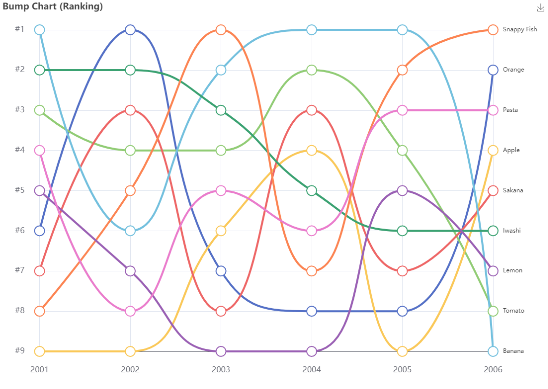 Bump Chart (Ranking)
#1
#2
#3
#4
#5
#6
#7
#8
#9
Snappy Fish
Orange
Pasta
Apple
Sakana
Iwashi
Lemon
Tomato
Banana
2001 2002 2003 2004 2005 2006